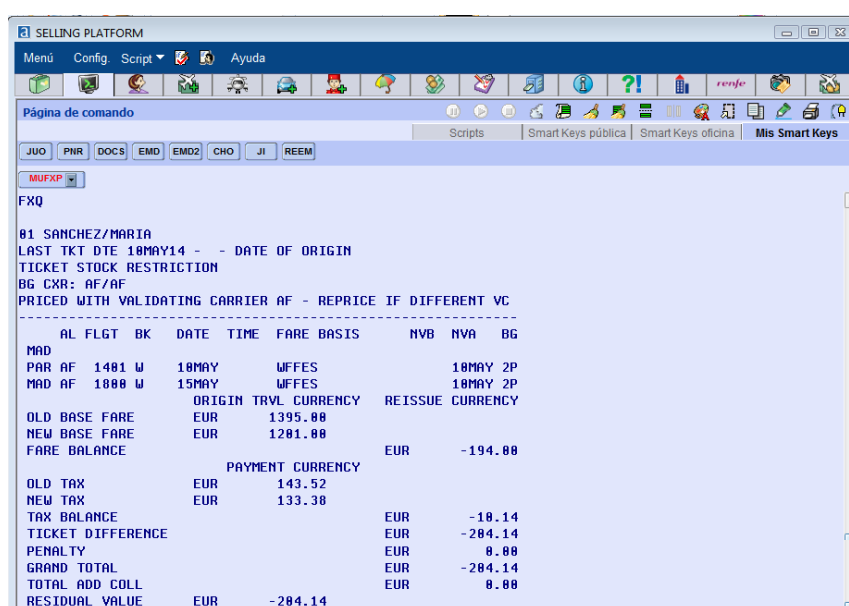 SELLING PLATFORM
Menú Config. Script Ayuda
?! renfe
Página de comando
Scripts Smart Keys pública Smart Keys oficina Mis Smart Keys
JUO PNR DOCS EMD EMD2 CHO JI REEM
MUFXP
FXQ
01 SANCHEZ/MARIA
LAST TKT DTE 10MAY14 - - DATE OF ORIGIN
TICKET STOCK RESTRICTION
BG CXR: AF/AF
PRICED WITH VALIDATING CARRIER AF - REPRICE IF DIFFERENT VC
AL FLGT BK DATE TIME FARE BASIS NVB NVA BG
MAD
PAR AF 1401 W 10MAY WFFES 10MAY 2P
MAD AF 1800 W 15MAY WFFES 10MAY 2P
ORIGIN TRVL CURRENCY REISSUE CURRENCY
OLD BASE FARE EUR 1395.00
NEW BASE FARE EUR 1201.00
FARE BALANCE EUR -194.00
PAYMENT CURRENCY
OLD TAX EUR 143.52
NEW TAX EUR 133.38
TAX BALANCE EUR -10.14
TICKET DIFFERENCE EUR -204.14
PENALTY EUR 0.00
GRAND TOTAL EUR -204.14
TOTAL ADD COLL EUR 0.00
RESIDUAL VALUE EUR -204.14